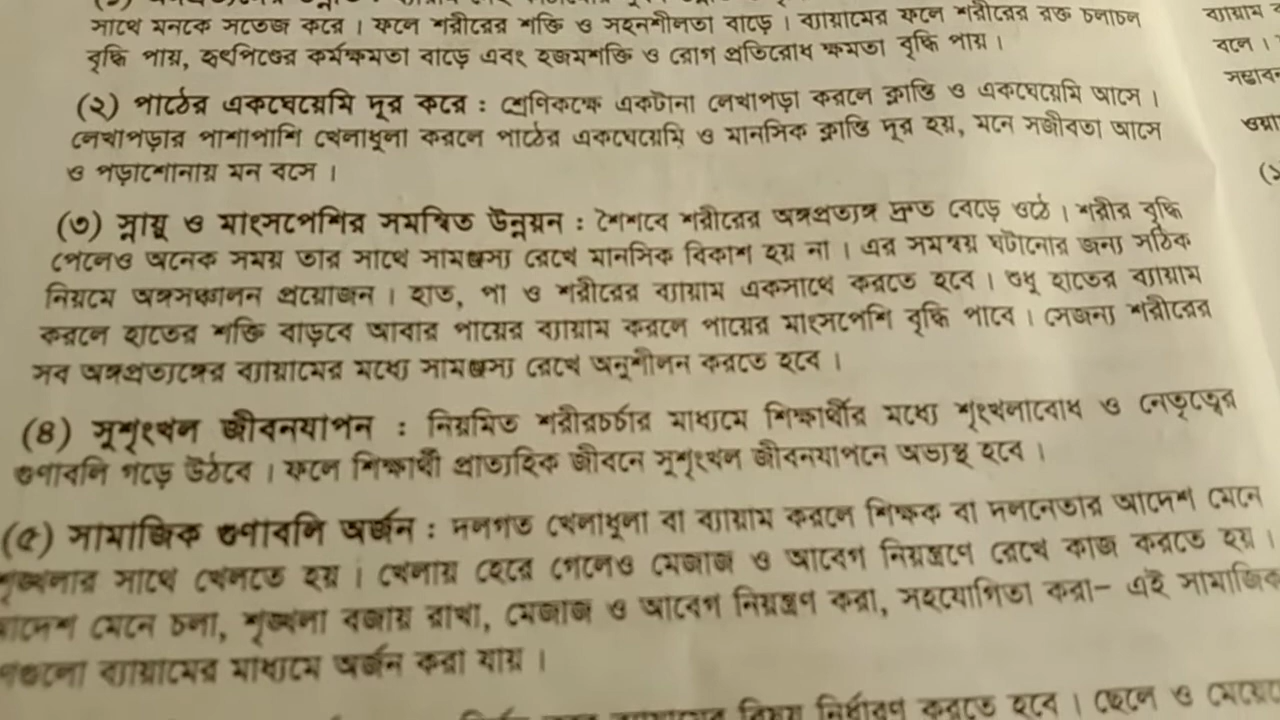 সাথে মনকে সতেজ করে। ফলে শরীরের শক্তি ও সহনশীলতা বাড়ে। ব্যায়ামের ফলে শরীরের রক্ত চলাচল
বৃদ্ধি পায়, হৃৎপিণ্ডের কর্মক্ষমতা বাড়ে এবং হজমশক্তি ও রোগ প্রতিরোধ ক্ষমতা বৃদ্ধি পায়।
(২) পাঠের একঘেয়েমি দূর করে : শ্রেণিকক্ষে একটানা লেখাপড়া করলে ক্লান্তি ও একঘেয়েমি আসে।
লেখাপড়ার পাশাপাশি খেলাধুলা করলে পাঠের একঘেয়েমি ও মানসিক ক্লান্তি দূর হয়, মনে সজীবতা আসে
ও পড়াশোনায় মন বসে।
(৩) স্নায়ু ও মাংসপেশির সমন্বিত উন্নয়ন : শৈশবে শরীরের অঙ্গপ্রত্যঙ্গ দ্রুত বেড়ে ওঠে। শরীর বৃদ্ধি
পেলেও অনেক সময় তার সাথে সামঞ্জস্য রেখে মানসিক বিকাশ হয় না। এর সমন্বয় ঘটানোর জন্য সঠিক
নিয়মে অঙ্গসঞ্চালন প্রয়োজন। হাত, পা ও শরীরের ব্যায়াম একসাথে করতে হবে। শুধু হাতের ব্যায়াম
করলে হাতের শক্তি বাড়বে আবার পায়ের ব্যায়াম করলে পায়ের মাংসপেশি বৃদ্ধি পাবে। সেজন্য শরীরের
সব অঙ্গপ্রত্যঙ্গের ব্যায়ামের মধ্যে সামঞ্জস্য রেখে অনুশীলন করতে হবে।
(৪) সুশৃংখল জীবনযাপন : নিয়মিত শরীরচর্চার মাধ্যমে শিক্ষার্থীর মধ্যে শৃংখলাবোধ ও নেতৃত্বের
গুণাবলি গড়ে উঠবে। ফলে শিক্ষার্থী প্রাত্যহিক জীবনে সুশৃংখল জীবনযাপনে অভ্যস্থ হবে।
(৫) সামাজিক গুণাবলি অর্জন : দলগত খেলাধুলা বা ব্যায়াম করলে শিক্ষক বা দলনেতার আদেশ মেনে
শৃঙ্খলার সাথে খেলতে হয়। খেলায় হেরে গেলেও মেজাজ ও আবেগ নিয়ন্ত্রণে রেখে কাজ করতে হয়।
আদেশ মেনে চলা, শৃঙ্খলা বজায় রাখা, মেজাজ ও আবেগ নিয়ন্ত্রণ করা, সহযোগিতা করা– এই সামাজিক
ব্যায়ামের মাধ্যমে অর্জন করা যায়।
নির্ধারণ করতে হবে। ছেলে ও
ব্যায়াম
বলে।